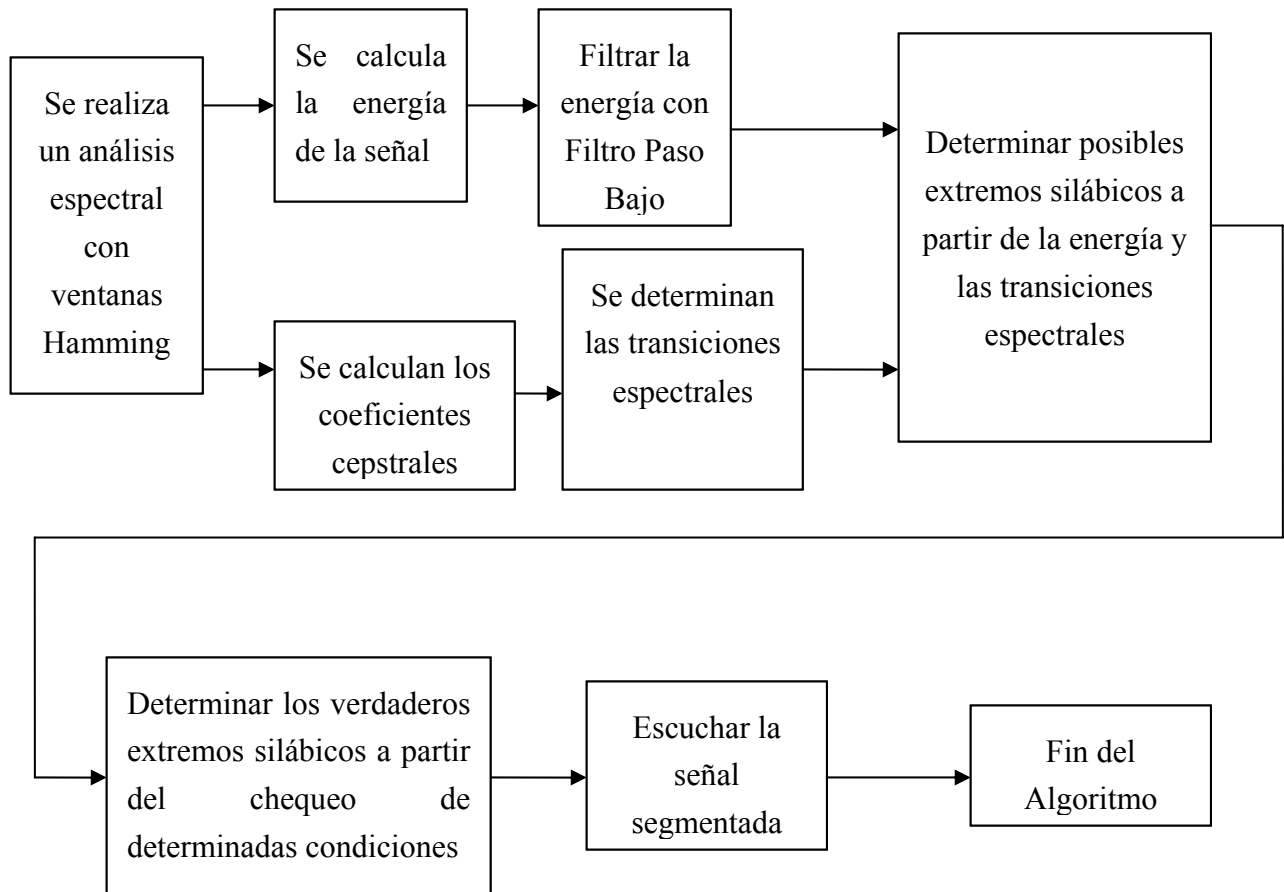 Se realiza
un análisis
espectral
con
ventanas
Hamming
Se calcula
la energía
de la señal
Filtrar la
energía con
Filtro Paso
Bajo
Se calculan los
coeficientes
cepstrales
Se determinan
las transiciones
espectrales
Determinar posibles
extremos silábicos a
partir de la energía y
las transiciones
espectrales
Determinar los verdaderos
extremos silábicos a partir
del chequeo de
determinadas condiciones
Escuchar la
señal
segmentada
Fin del
Algoritmo